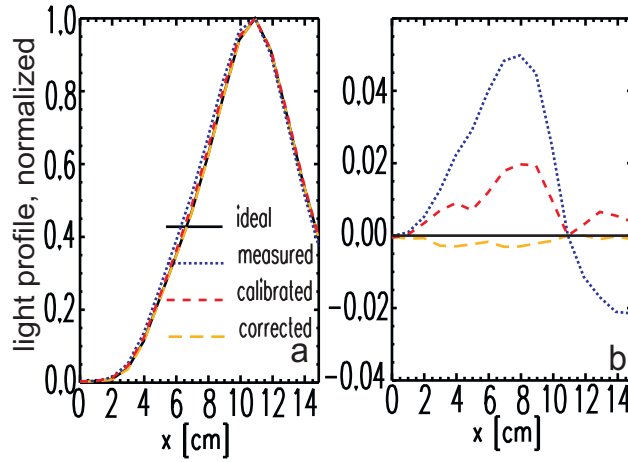 light profile, normalized
1.0
0.8
0.6
0.4
0.2
0.0
ideal
measured
calibrated
corrected
a
0 2 4 6 8 10 12 14
x [cm]
0.04
0.02
0.00
-0.02
-0.04
b
0 2 4 6 8 10 12 14
x [cm]